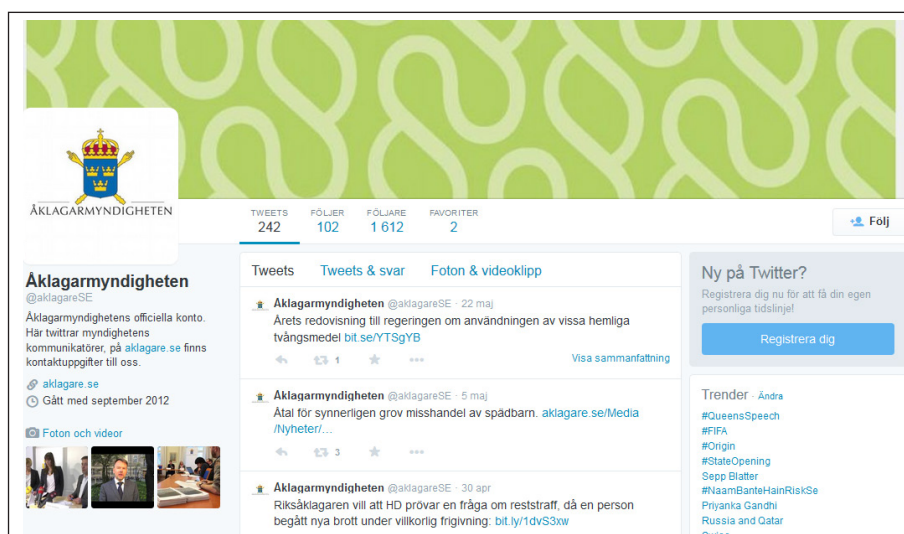 ÅKLAGARMYNDIGHETEN
TWEETS
242
FÖLJER
102
FÖLJARE
1 612
FAVORITER
2
Följ
Åklagarmyndigheten
@aklagareSE
Åklagarmyndighetens officiella konto.
Här twittrar myndighetens
kommunikatörer, på aklagare.se finns
kontaktuppgifter till oss.
aklagare.se
Gått med september 2012
Foton och videor
Tweets Tweets & svar Foton & videoklipp
Åklagarmyndigheten @aklagareSE · 22 maj
Årets redovisning till regeringen om användningen av vissa hemliga
tvångsmedel bit.se/YTSgYB
1
Visa sammanfattning
Åklagarmyndigheten @aklagareSE · 5 maj
Åtal för synnerligen grov misshandel av spädbarn. aklagare.se/Media
/Nyheter/…
3
Åklagarmyndigheten @aklagareSE · 30 apr
Riksåklagaren vill att HD prövar en fråga om reststraff, då en person
begått nya brott under villkorlig frigivning: bit.ly/1dvS3xw
Ny på Twitter?
Registrera dig nu för att få din egen
personliga tidslinje!
Registrera dig
Trender · Ändra
#QueensSpeech
#FIFA
#Origin
#StateOpening
Sepp Blatter
#NaamBanteHainRiskSe
Priyanka Gandhi
Russia and Qatar